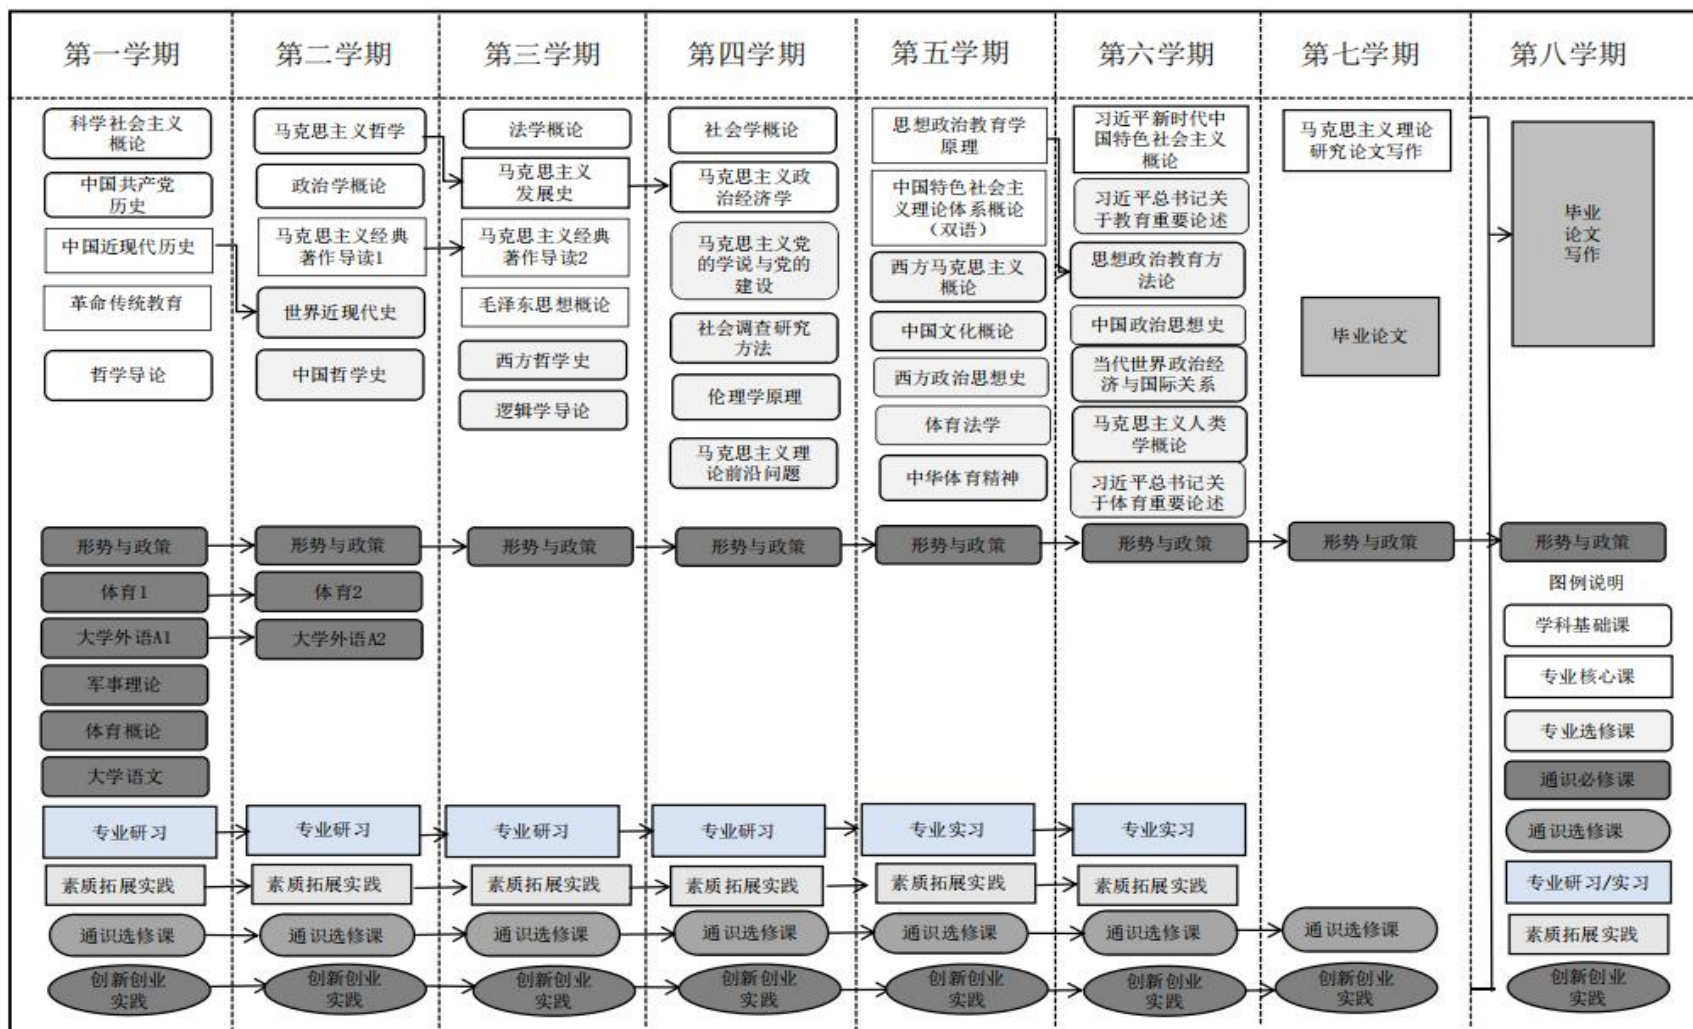 第一学期
第二学期
第三学期
第四学期
第五学期
第六学期
第七学期
第八学期
科学社会主义
概论
中国共产党
历史
中国近现代历史
革命传统教育
哲学导论
马克思主义哲学
政治学概论
马克思主义经典
著作导读1
世界近现代史
中国哲学史
法学概论
马克思主义
发展史
马克思主义经典
著作导读2
毛泽东思想概论
西方哲学史
逻辑学导论
社会学概论
马克思主义政
治经济学
马克思主义党
的学说与党的
建设
社会调查研究
方法
伦理学原理
马克思主义理
论前沿问题
思想政治教育学
原理
中国特色社会主
义理论体系概论
（双语）
西方马克思主义
概论
中国文化概论
西方政治思想史
体育法学
中华体育精神
习近平新时代中
国特色社会主义
概论
习近平总书记关
于教育重要论述
思想政治教育方
法论
中国政治思想史
当代世界政治经
济与国际关系
马克思主义人类
学概论
习近平总书记关
于体育重要论述
马克思主义理论
研究论文写作
毕业论文
毕业
论文
写作
形势与政策
形势与政策
形势与政策
形势与政策
形势与政策
形势与政策
形势与政策
形势与政策
体育1
体育2
大学外语A1
大学外语A2
军事理论
体育概论
大学语文
图例说明
学科基础课
专业核心课
专业选修课
通识必修课
通识选修课
专业研习/实习
素质拓展实践
创新创业
实践
专业研习
专业研习
专业研习
专业研习
专业实习
专业实习
素质拓展实践
素质拓展实践
素质拓展实践
素质拓展实践
素质拓展实践
素质拓展实践
通识选修课
通识选修课
通识选修课
通识选修课
通识选修课
通识选修课
通识选修课
创新创业
实践
创新创业
实践
创新创业
实践
创新创业
实践
创新创业
实践
创新创业
实践
创新创业
实践